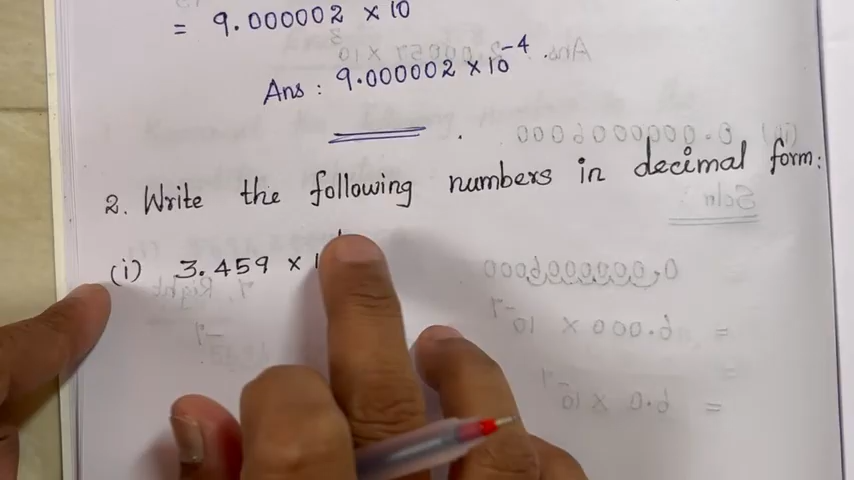 = 9.000002 × 10
Ans : 9.000002 × 10⁻⁴
2. Write the following numbers in decimal form:
(i) 3.459 ×